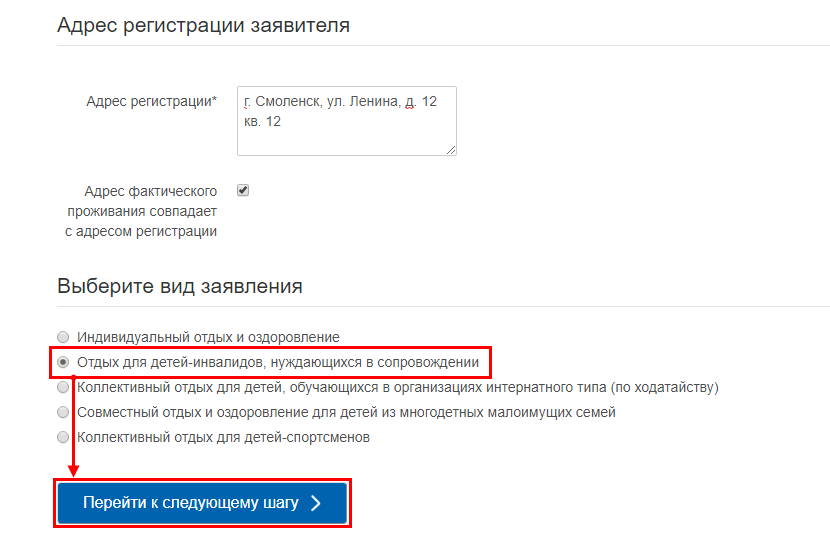 Адрес регистрации заявителя
Адрес регистрации*
г. Смоленск, ул. Ленина, д. 12
кв. 12
Адрес фактического
проживания совпадает
с адресом регистрации
Выберите вид заявления
Индивидуальный отдых и оздоровление
Отдых для детей-инвалидов, нуждающихся в сопровождении
Коллективный отдых для детей, обучающихся в организациях интернатного типа (по ходатайству)
Совместный отдых и оздоровление для детей из многодетных малоимущих семей
Коллективный отдых для детей-спортсменов
Перейти к следующему шагу